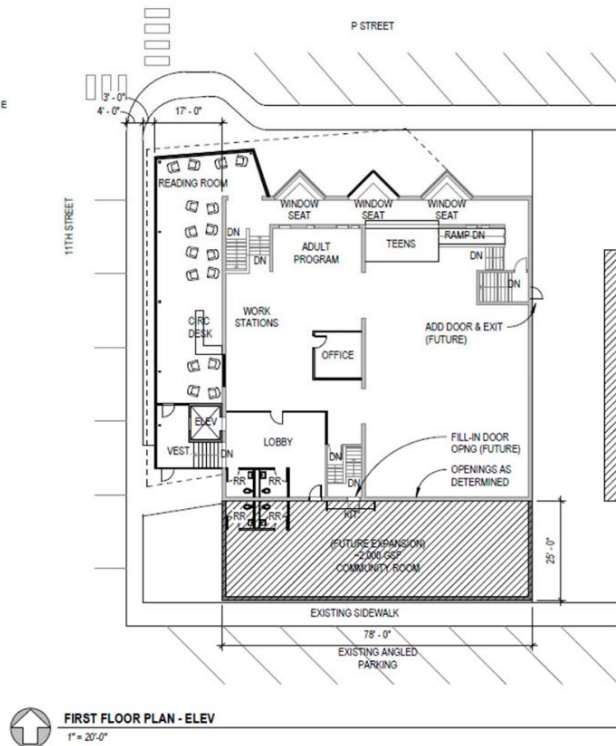 P STREET
E
3' - 0"
4' - 0"
17' - 0"
11TH STREET
READING ROOM
WINDOW
SEAT
WINDOW
SEAT
WINDOW
SEAT
DN
DN
ADULT
PROGRAM
TEENS
RAMP DN
DN
DN
WORK
STATIONS
CIRC
DESK
OFFICE
ADD DOOR & EXIT
(FUTURE)
ELEV
LOBBY
VEST.
DN
DN
FILL-IN DOOR
OPNG (FUTURE)
OPENINGS AS
DETERMINED
RR
RR
RR
RR
KIT
(FUTURE EXPANSION)
~2,000 GSF
COMMUNITY ROOM
25' - 0"
EXISTING SIDEWALK
78' - 0"
EXISTING ANGLED
PARKING
FIRST FLOOR PLAN - ELEV
1" = 20'-0"